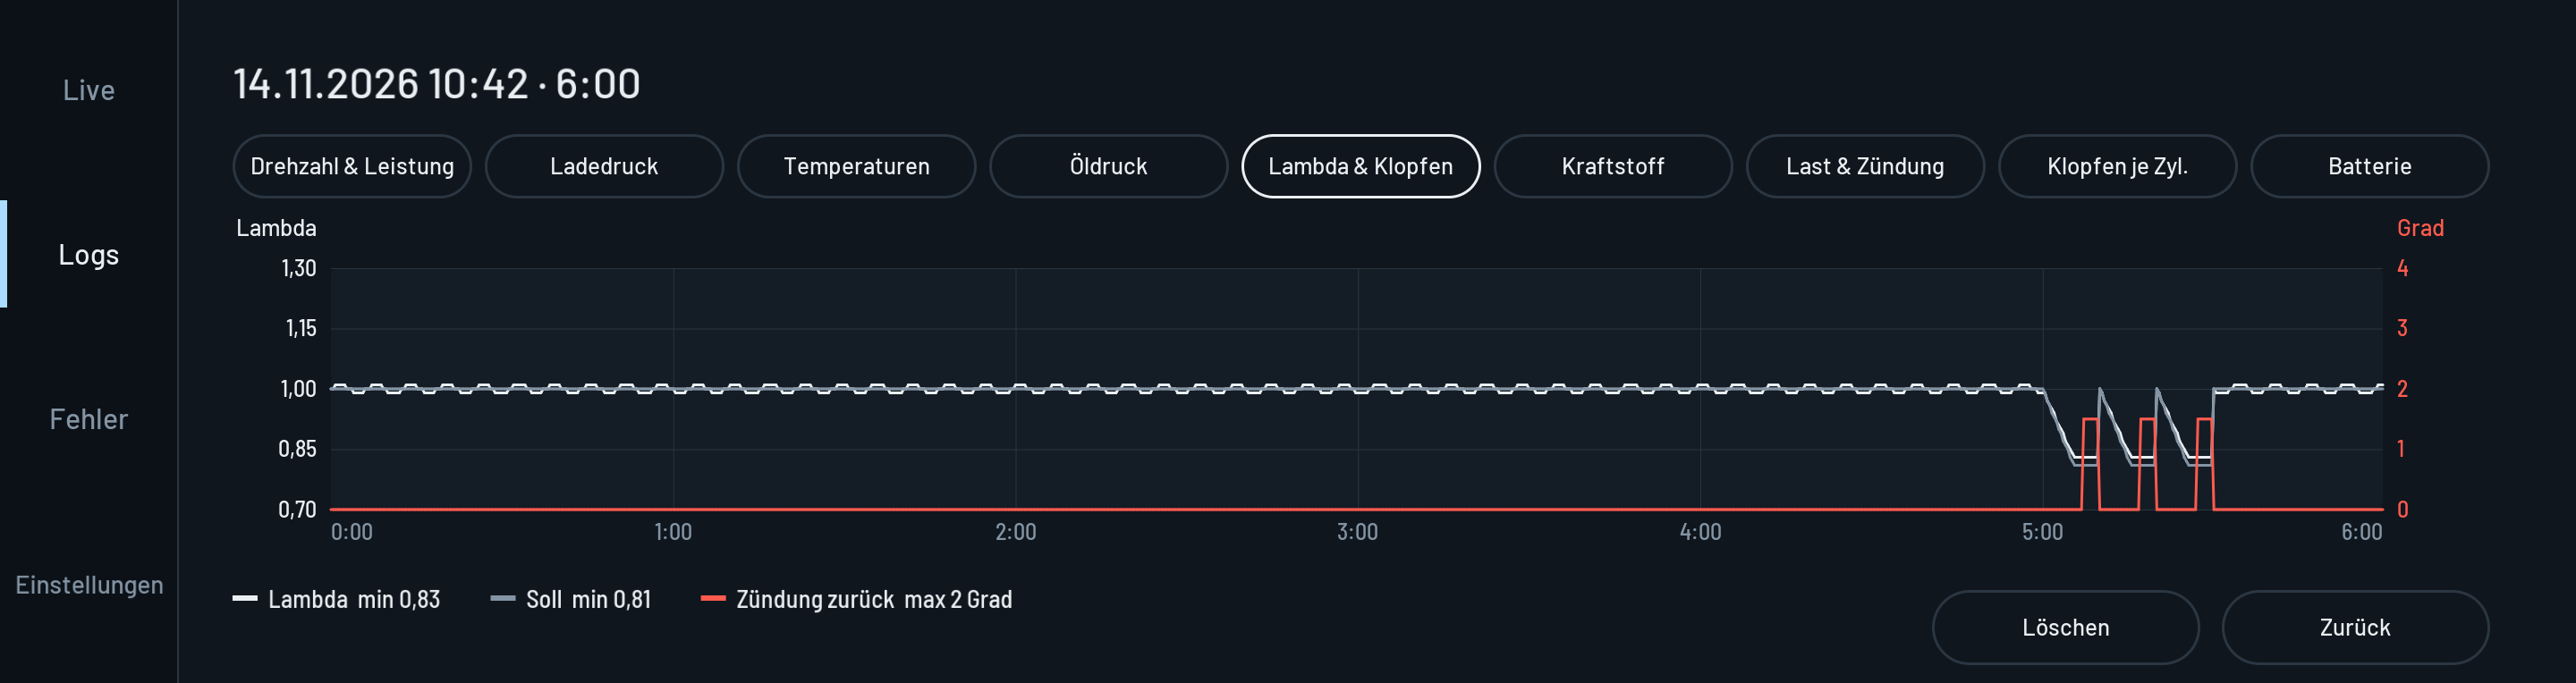 Live
Logs
Fehler
Einstellungen
14.11.2026 10:42 · 6:00
Drehzahl & Leistung
Ladedruck
Temperaturen
Öldruck
Lambda & Klopfen
Kraftstoff
Last & Zündung
Klopfen je Zyl.
Batterie
Lambda
Grad
1,30
1,15
1,00
0,85
0,70
4
3
2
1
0
0:00 1:00 2:00 3:00 4:00 5:00 6:00
Lambda min 0,83
Soll min 0,81
Zündung zurück max 2 Grad
Löschen
Zurück